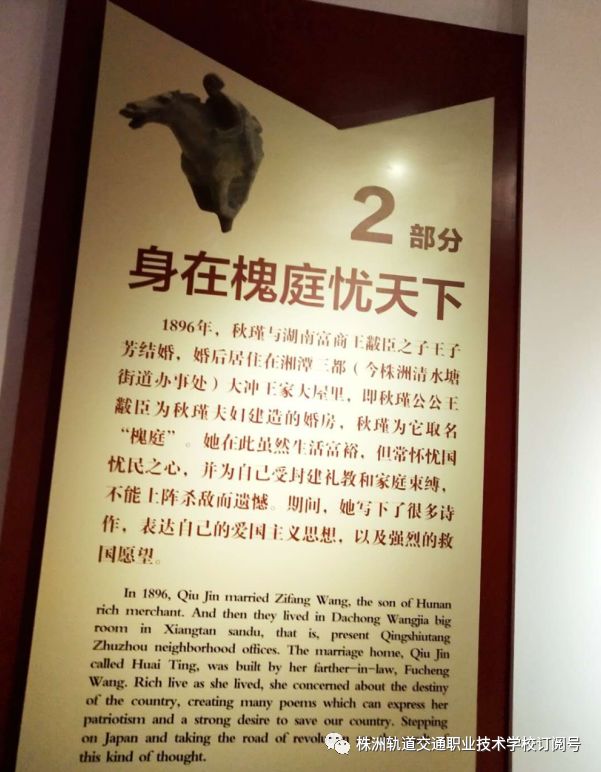 2 部分
身在槐庭忧天下
1896年，秋瑾与湖南富商王黻臣之子王子
芳结婚，婚后居住在湘潭三都（今株洲清水塘
街道办事处）大冲王家大屋里，即秋瑾公公王
黻臣为秋瑾夫妇建造的婚房，秋瑾为它取名
“槐庭”。她在此虽然生活富裕，但常怀忧国
忧民之心，并为自己受封建礼教和家庭束缚，
不能上阵杀敌而遗憾。期间，她写下了很多诗
作，表达自己的爱国主义思想，以及强烈的救
国愿望。
In 1896, Qiu Jin married Zifang Wang, the son of Hunan
rich merchant. And then they lived in Dachong Wangjia big
room in Xiangtan sandu, that is, present Qingshiutang
Zhuzhou neighborhood offices. The marriage home, Qiu Jin
called Huai Ting, was built by her farther-in-law, Fucheng
Wang. Rich live as she lived, she concerned about the destiny
of the country, creating many poems which can express her
patriotism and a strong desire to save our country. Stepping
on Japan and taking the road of
this kind of thought.
株洲轨道交通职业技术学校订阅号